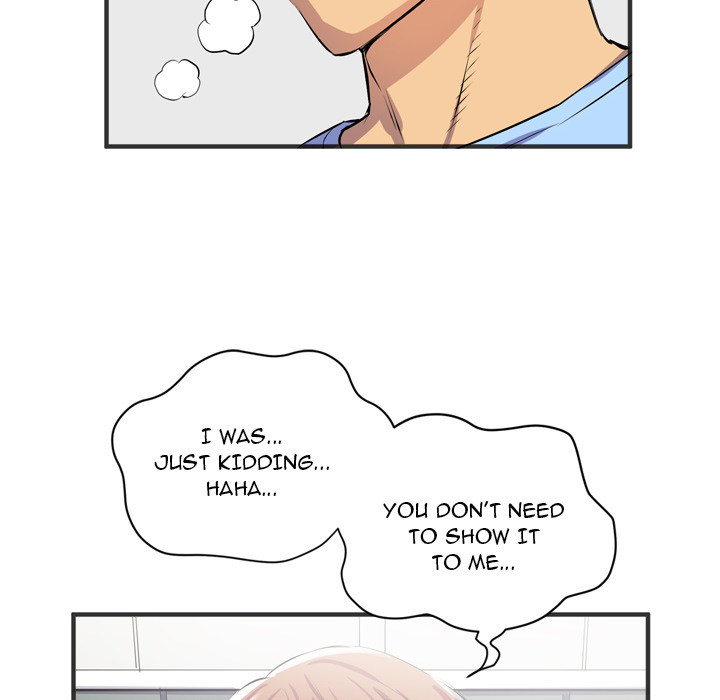 I WAS...
JUST KIDDING...
HAHA...
YOU DON'T NEED
TO SHOW IT
TO ME...